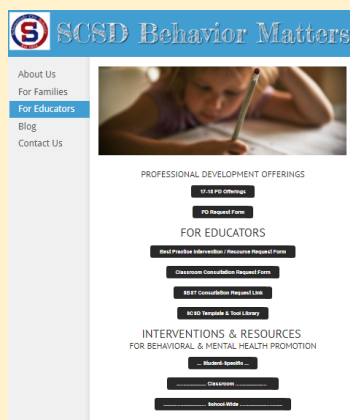 SCSD Behavior Matters
About Us
For Families
For Educators
Blog
Contact Us
PROFESSIONAL DEVELOPMENT OFFERINGS
17-18 PD Offerings
PD Request Form
FOR EDUCATORS
Best Practice Intervention / Resource Request Form
Classroom Consultation Request Form
SSST Consultation Request Link
SCSD Template & Tool Library
INTERVENTIONS & RESOURCES
FOR BEHAVIORAL & MENTAL HEALTH PROMOTION
... Student-Specific ...
.................... Classroom ....................
............................ School-Wide ............................